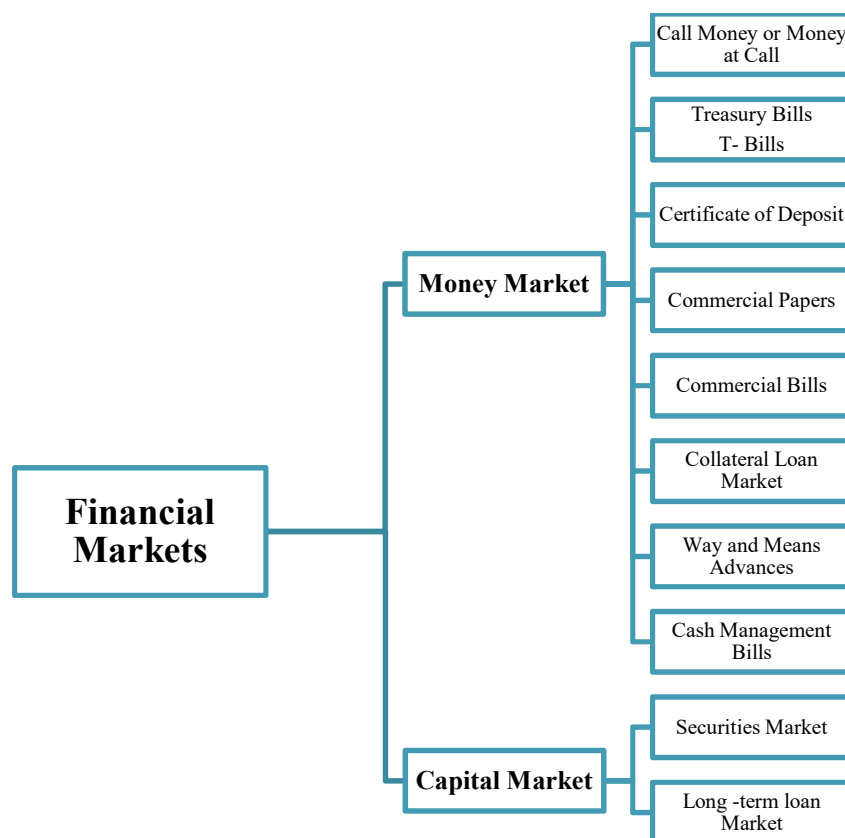 Call Money or Money
at Call
Treasury Bills
T- Bills
Certificate of Deposit
Money Market
Commercial Papers
Commercial Bills
Collateral Loan
Market
Financial
Markets
Way and Means
Advances
Cash Management
Bills
Securities Market
Capital Market
Long -term loan
Market